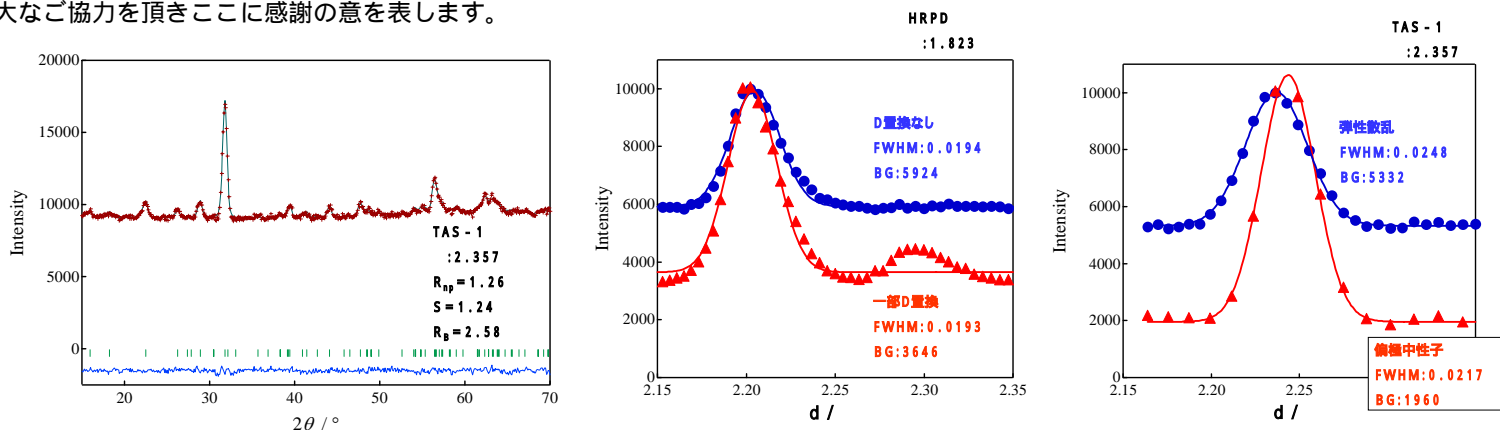 大なご協力を頂きここに感謝の意を表します。
Intensity
20000
15000
10000
5000
0
20
30
40
50
60
70
2θ / °
TAS-1
:2.357
Rnp=1.26
S=1.24
RB=2.58
HRPD
:1.823
Intensity
10000
8000
6000
4000
2000
0
2.15
2.20
2.25
2.30
2.35
d /
D置換なし
FWHM:0.0194
BG:5924
一部D置換
FWHM:0.0193
BG:3646
TAS-1
:2.357
Intensity
10000
8000
6000
4000
2000
0
2.15
2.20
2.25
d /
弾性散乱
FWHM:0.0248
BG:5332
偏極中性子
FWHM:0.0217
BG:1960